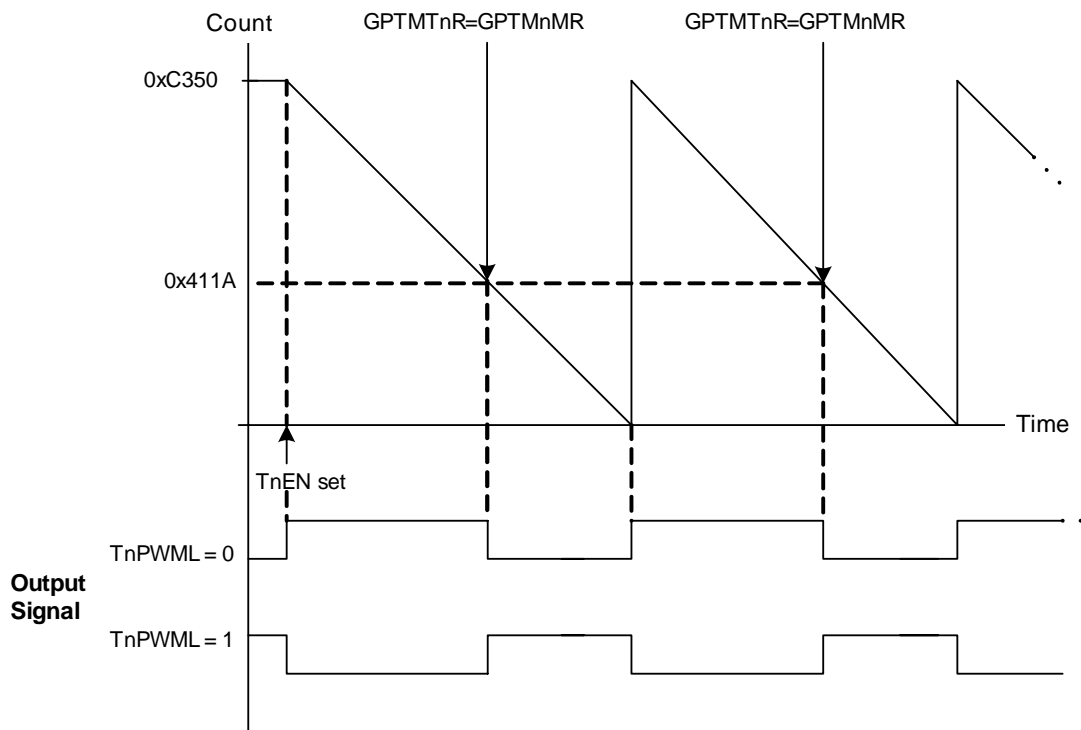 Count
GPTMTnR=GPTMnMR
GPTMTnR=GPTMnMR
0xC350
0x411A
Time
TnEN set
TnPWML = 0
Output
Signal
TnPWML = 1